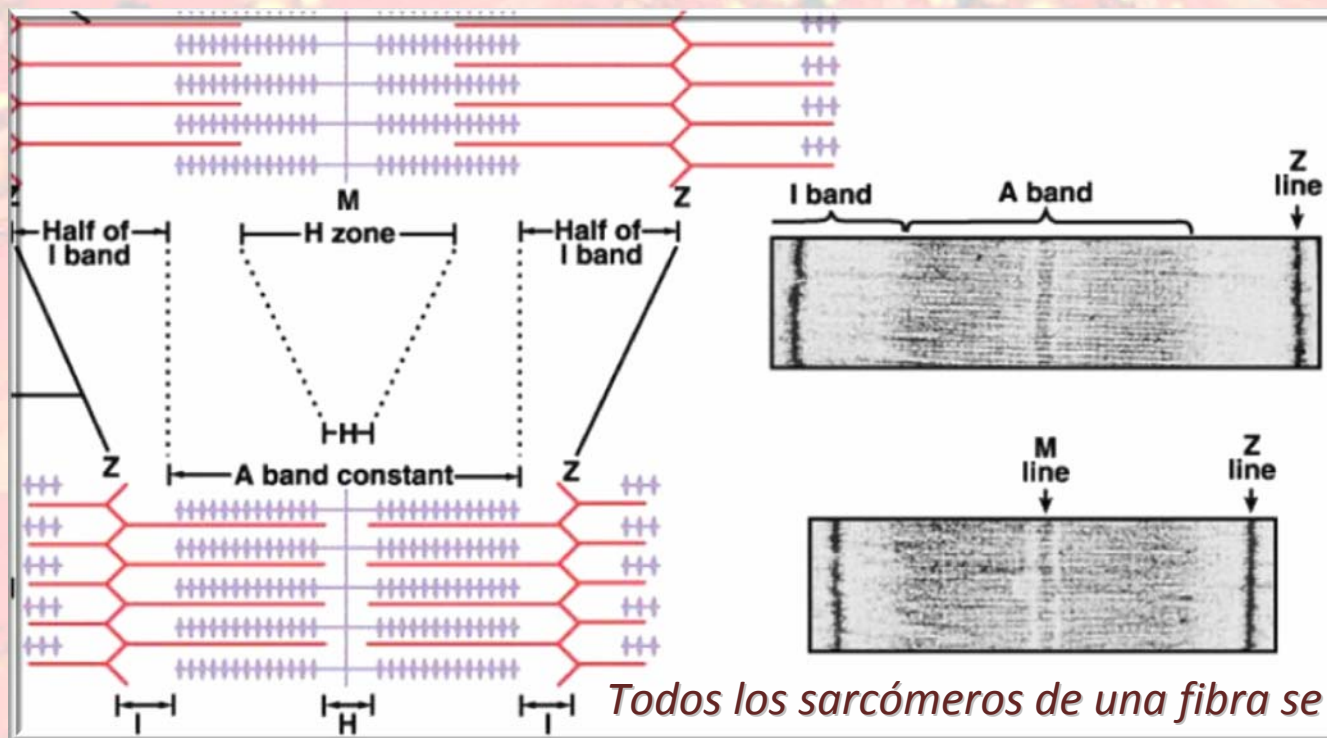 M
Z
Half of
I band
H zone
Half of
I band
H
Z
A band constant
Z
I
H
I
I band
A band
Z
line
M
line
Z
line
Todos los sarcómeros de una fibra se